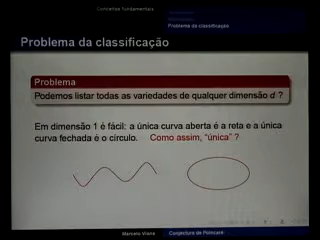 Conceitos fundamentais
Problema da classificação
Problema da classificação
Problema
Podemos listar todas as variedades de qualquer dimensão d ?
Em dimensão 1 é fácil: a única curva aberta é a reta e a única
curva fechada é o círculo. Como assim, “única” ?
Marcelo Viana
Conjectura de Poincaré